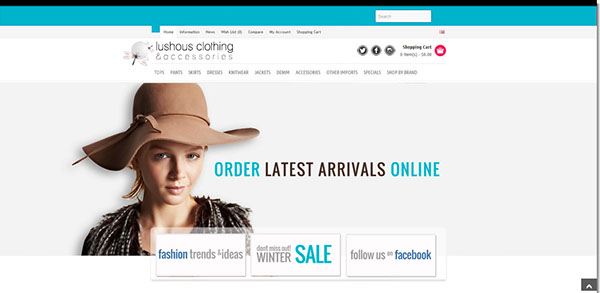 Search
Home Information News Wish List (0) Compare My Account Shopping Cart
lushous clothing
& accessories
Shopping Cart
0 item(s) - $0.00
TOPS PANTS SKIRTS DRESSES KNITWEAR JACKETS DENIM ACCESSORIES OTHER IMPORTS SPECIALS SHOP BY BRAND
ORDER LATEST ARRIVALS ONLINE
fashion trends & ideas
dont miss out!
WINTER SALE
follow us on facebook